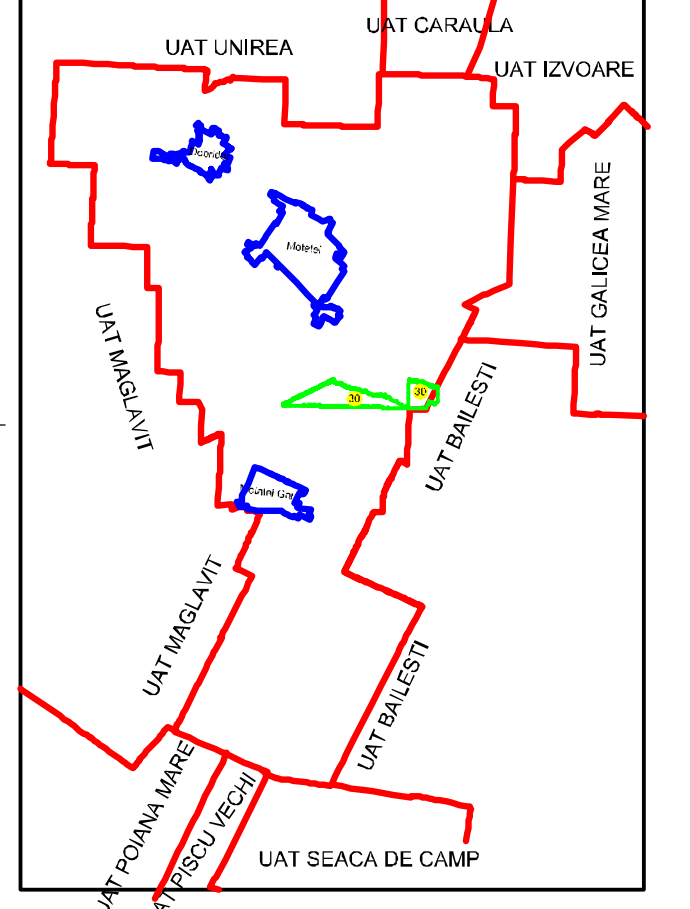 UAT CARAULA
UAT UNIREA
UAT IZVOARE
UAT GALICEA MARE
Motatei
UAT MAGLAVIT
UAT BAILESTI
30
30
UAT MAGLAVIT
UAT BAILESTI
UAT POIANA MARE
UAT PISCU VECHI
UAT SEACA DE CAMP